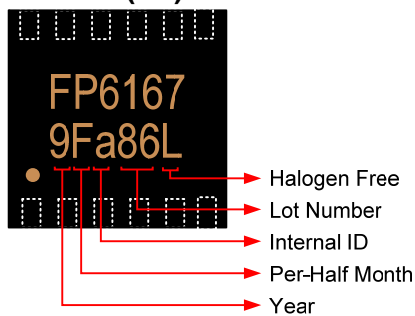 FP6167
9Fa86L
Halogen Free
Lot Number
Internal ID
Per-Half Month
Year